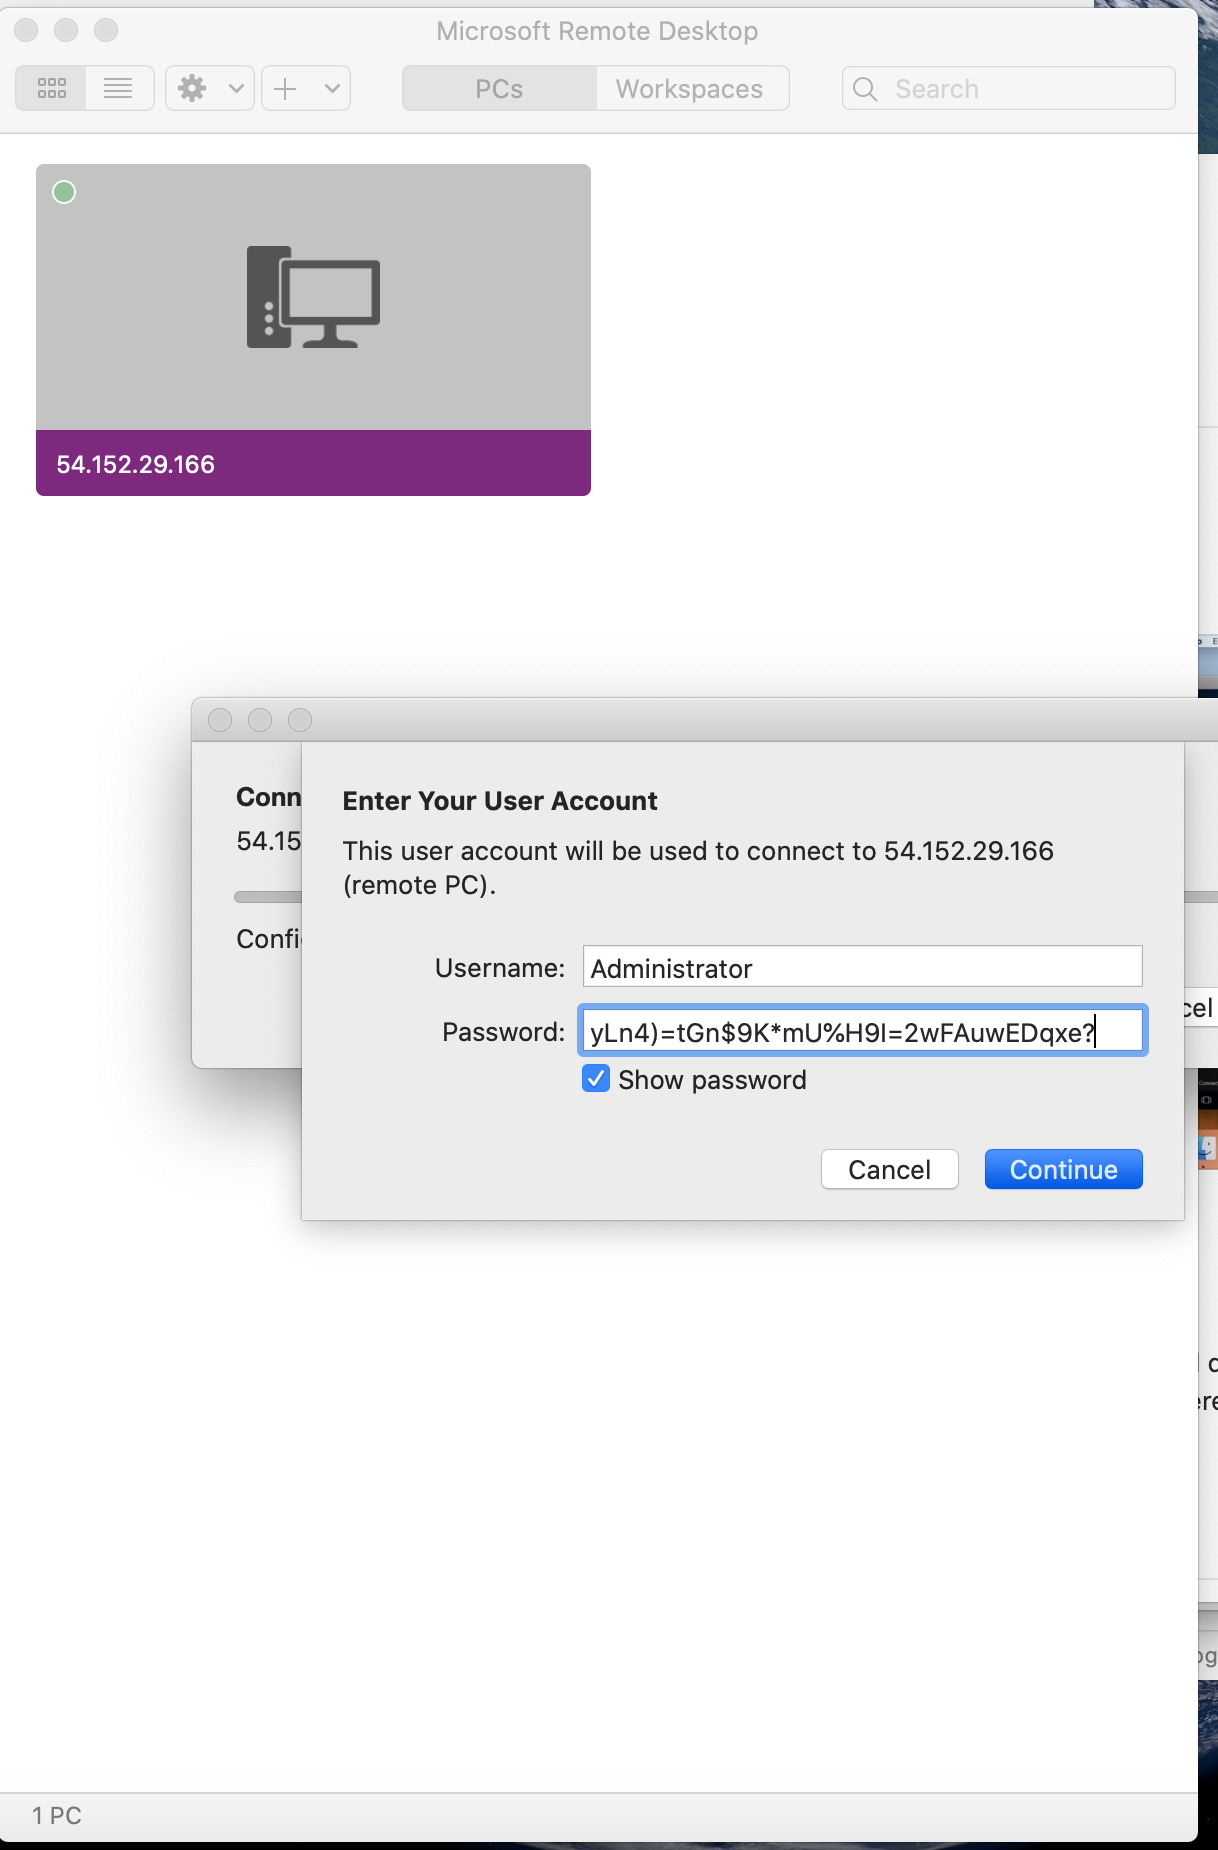 Microsoft Remote Desktop
PCs
Workspaces
Search
54.152.29.166
Conn
54.15
Confi
Enter Your User Account
This user account will be used to connect to 54.152.29.166
(remote PC).
Username: Administrator
Password: yLn4)=tGn$9K*mU%H9I=2wFAuwEDqxe?
Show password
cel
Cancel
Continue
ere
og
1 PC